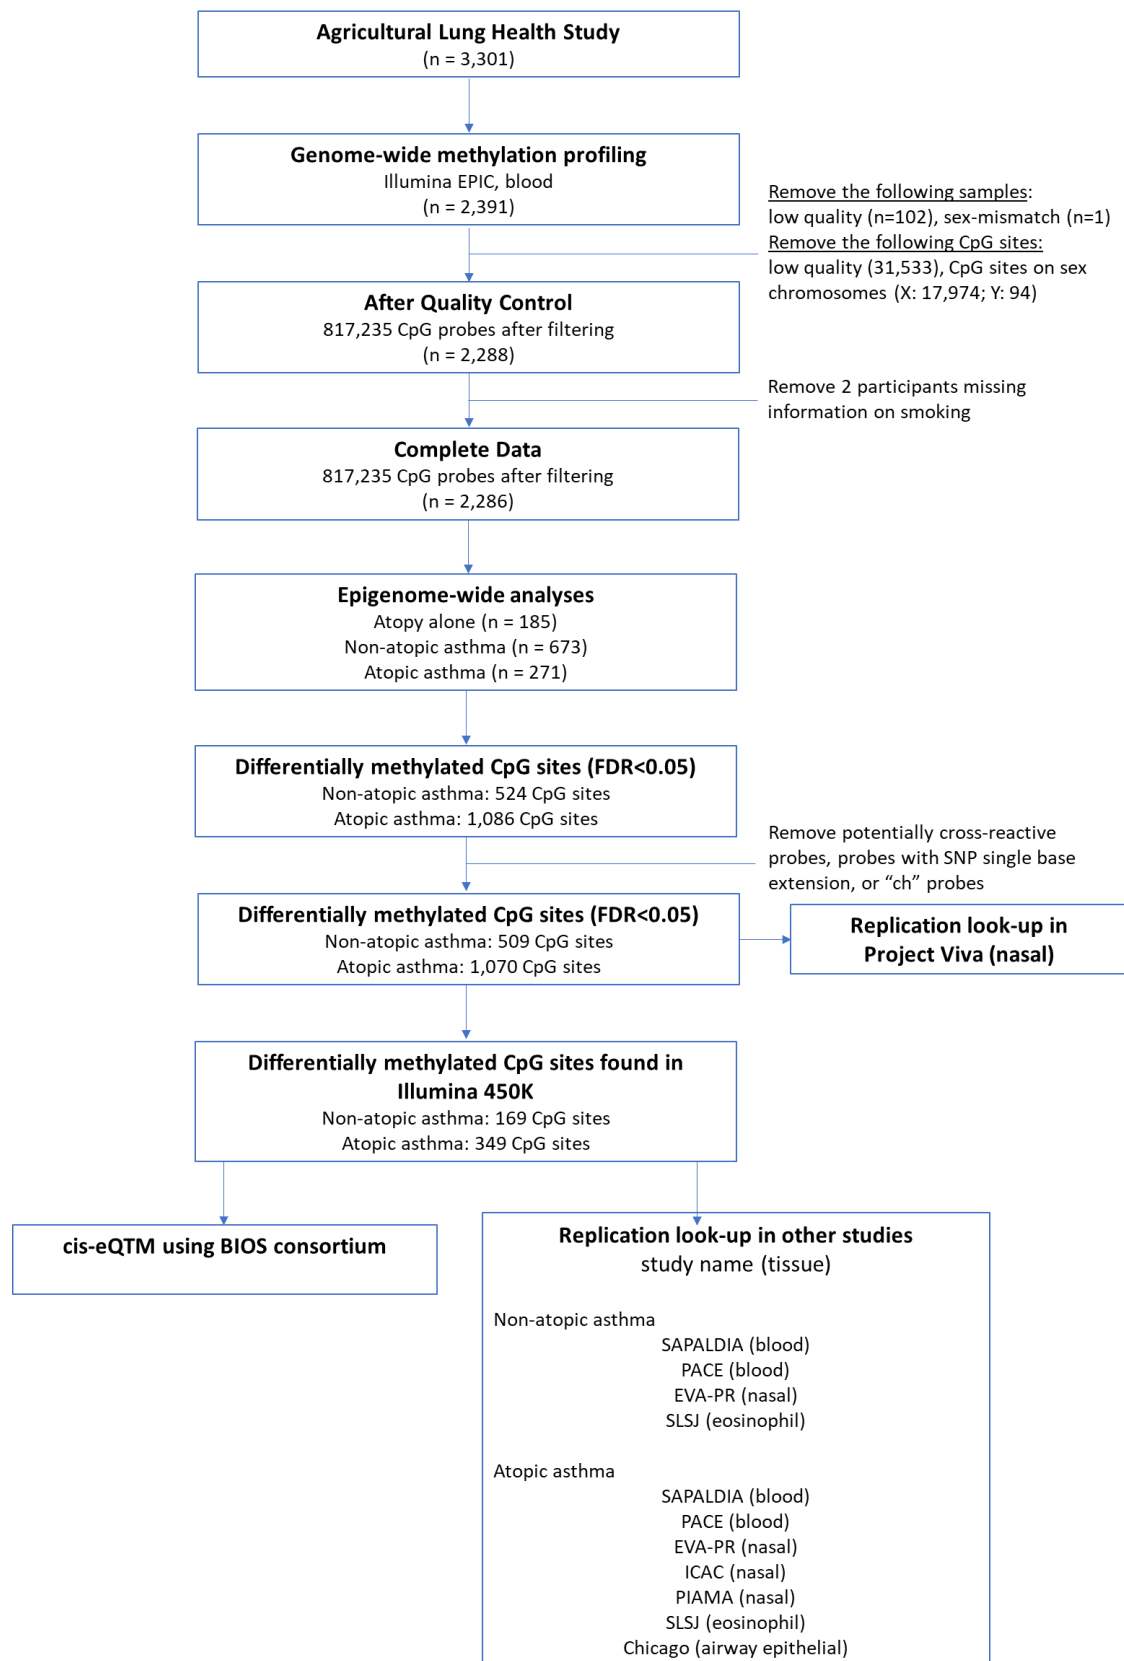 Agricultural Lung Health Study
(n = 3,301)
Genome-wide methylation profiling
Illumina EPIC, blood
(n = 2,391)
Remove the following samples:
low quality (n=102), sex-mismatch (n=1)
Remove the following CpG sites:
low quality (31,533), CpG sites on sex
chromosomes (X: 17,974; Y: 94)
After Quality Control
817,235 CpG probes after filtering
(n = 2,288)
Remove 2 participants missing
information on smoking
Complete Data
817,235 CpG probes after filtering
(n = 2,286)
Epigenome-wide analyses
Atopy alone (n = 185)
Non-atopic asthma (n = 673)
Atopic asthma (n = 271)
Differentially methylated CpG sites (FDR<0.05)
Non-atopic asthma: 524 CpG sites
Atopic asthma: 1,086 CpG sites
Remove potentially cross-reactive
probes, probes with SNP single base
extension, or “ch” probes
Differentially methylated CpG sites (FDR<0.05)
Non-atopic asthma: 509 CpG sites
Atopic asthma: 1,070 CpG sites
Replication look-up in
Project Viva (nasal)
Differentially methylated CpG sites found in
Illumina 450K
Non-atopic asthma: 169 CpG sites
Atopic asthma: 349 CpG sites
cis-eQTM using BIOS consortium
Replication look-up in other studies
study name (tissue)
Non-atopic asthma
SAPALDIA (blood)
PACE (blood)
EVA-PR (nasal)
SLSJ (eosinophil)
Atopic asthma
SAPALDIA (blood)
PACE (blood)
EVA-PR (nasal)
ICAC (nasal)
PIAMA (nasal)
SLSJ (eosinophil)
Chicago (airway epithelial)